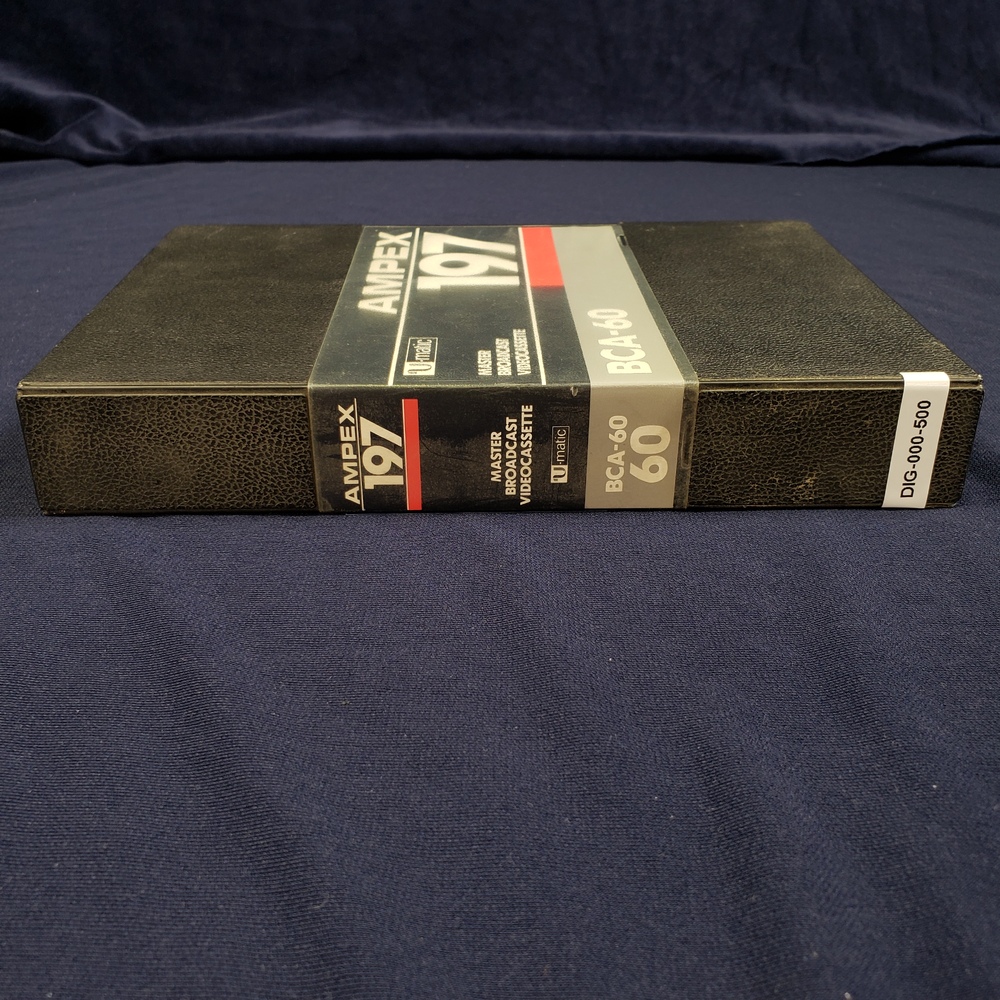 AMPEX
197
U-matic
MASTER
BROADCAST
VIDEOCASSETTE
BCA-60
AMPEX
197
MASTER
BROADCAST
VIDEOCASSETTE
U-matic
BCA-60
60
DIG-000-500